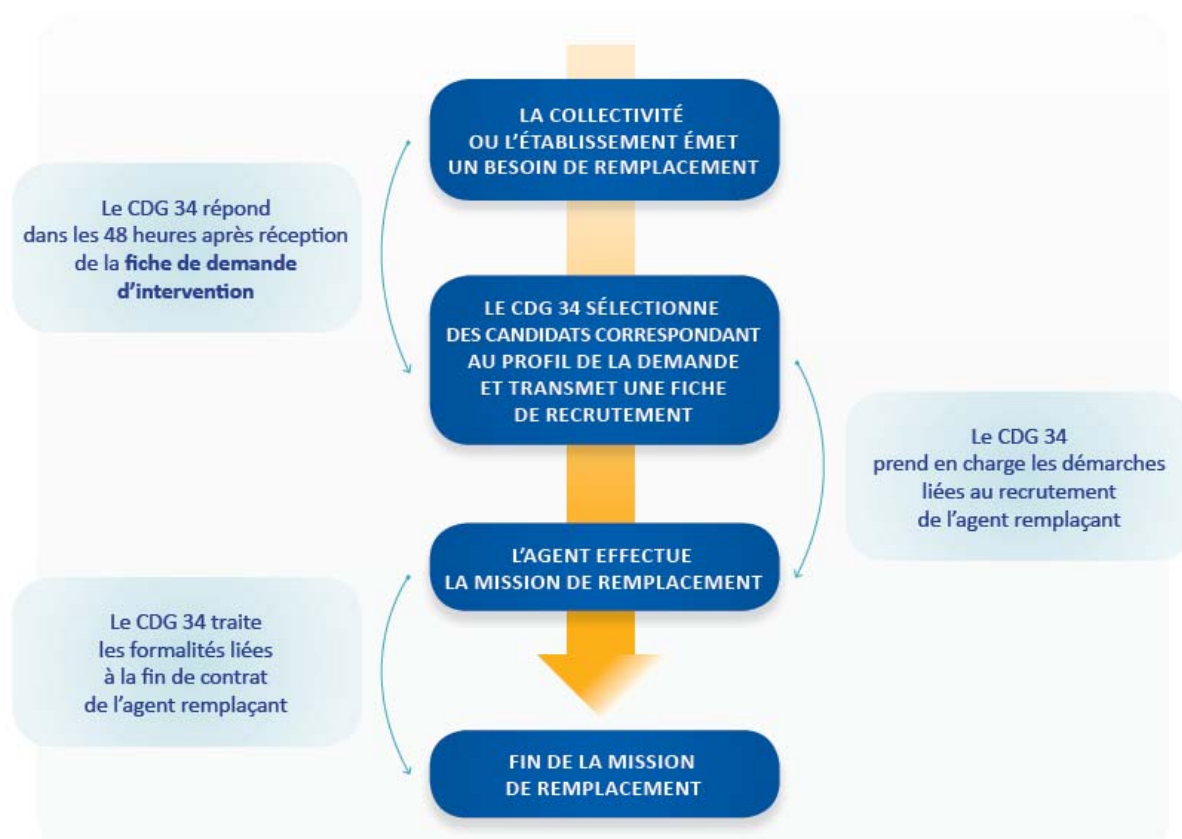 LA COLLECTIVITÉ
OU L'ÉTABLISSEMENT ÉMET
UN BESOIN DE REMPLACEMENT
Le CDG 34 répond
dans les 48 heures après réception
de la fiche de demande
d'intervention
LE CDG 34 SÉLECTIONNE
DES CANDIDATS CORRESPONDANT
AU PROFIL DE LA DEMANDE
ET TRANSMET UNE FICHE
DE RECRUTEMENT
Le CDG 34
prend en charge les démarches
liées au recrutement
de l'agent remplaçant
L'AGENT EFFECTUE
LA MISSION DE REMPLACEMENT
Le CDG 34 traite
les formalités liées
à la fin de contrat
de l'agent remplaçant
FIN DE LA MISSION
DE REMPLACEMENT